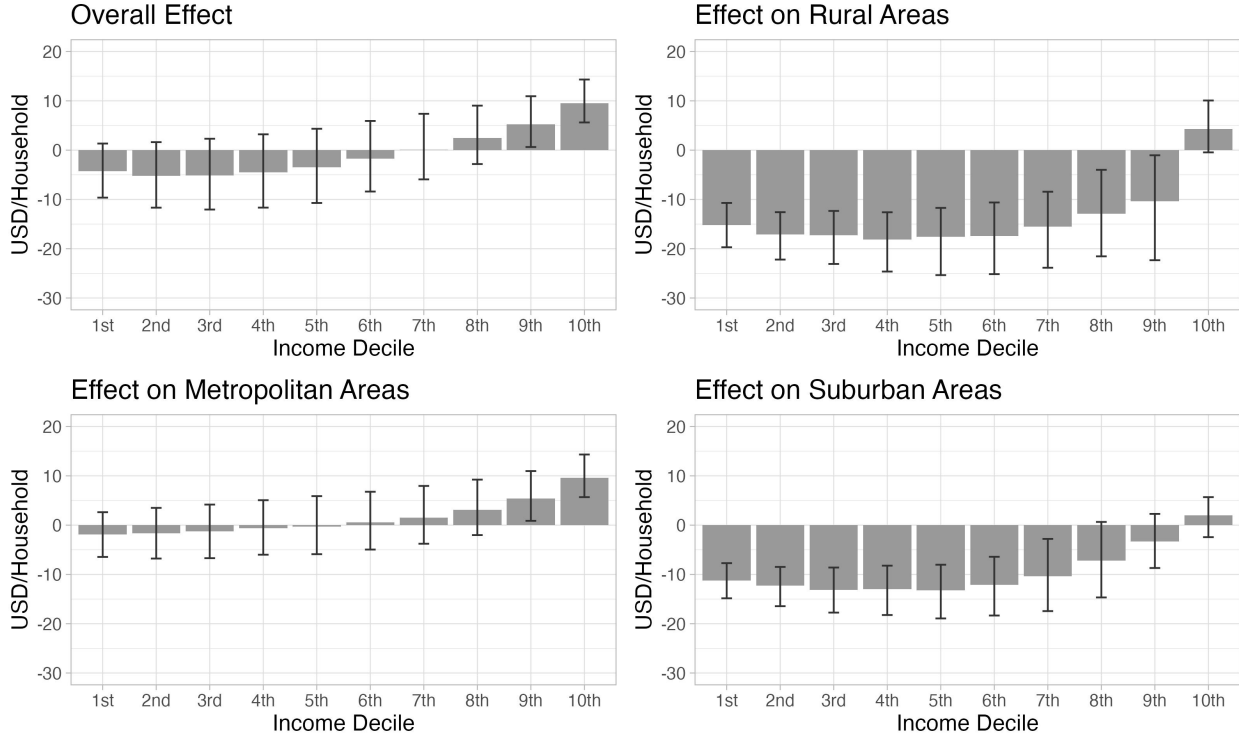 Overall Effect
USD/Household
20
10
0
-10
-20
-30
1st 2nd 3rd 4th 5th 6th 7th 8th 9th 10th
Income Decile
Effect on Rural Areas
USD/Household
20
10
0
-10
-20
-30
1st 2nd 3rd 4th 5th 6th 7th 8th 9th 10th
Income Decile
Effect on Metropolitan Areas
USD/Household
20
10
0
-10
-20
-30
1st 2nd 3rd 4th 5th 6th 7th 8th 9th 10th
Income Decile
Effect on Suburban Areas
USD/Household
20
10
0
-10
-20
-30
1st 2nd 3rd 4th 5th 6th 7th 8th 9th 10th
Income Decile